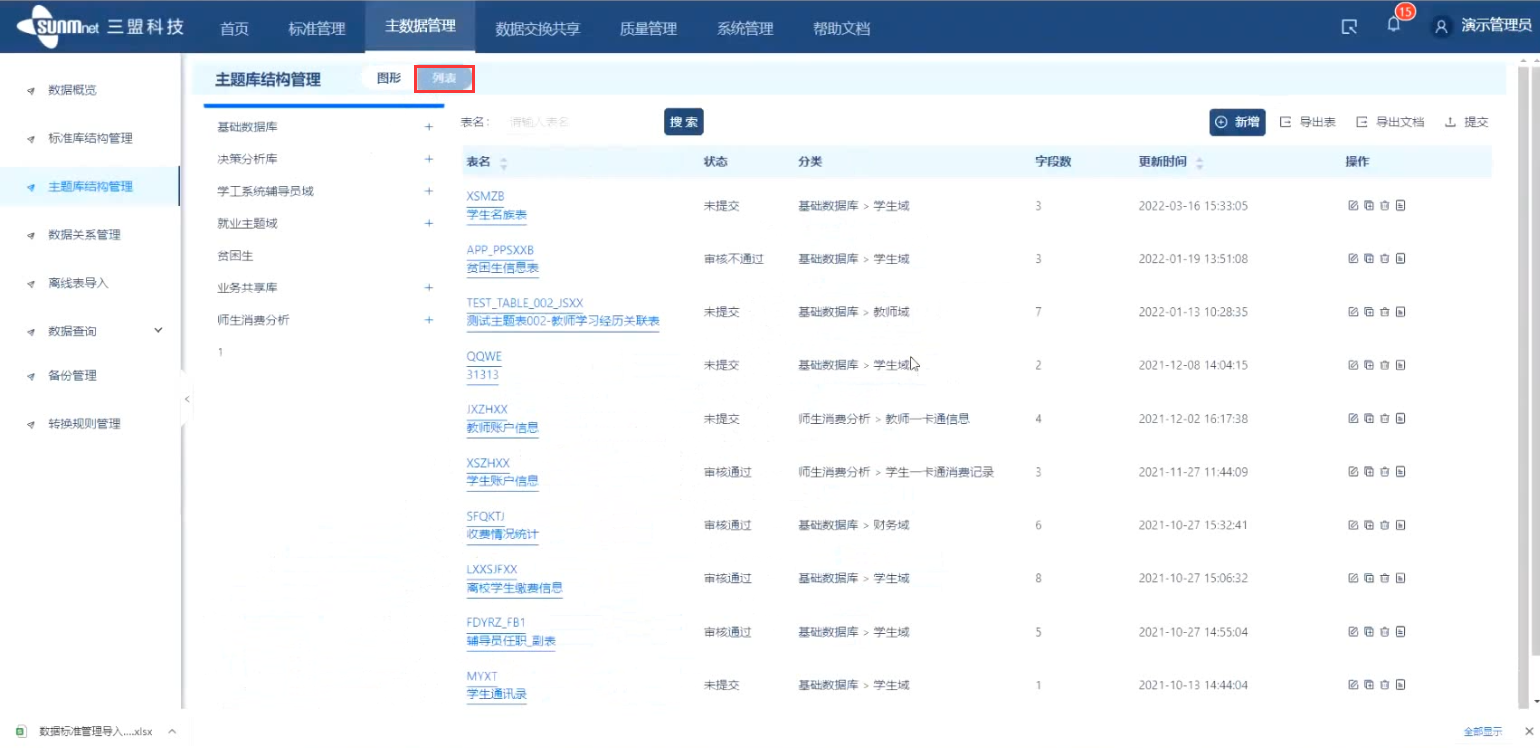 sunmnet 三盟科技 首页 标准管理 主数据管理 数据交换共享 质量管理 系统管理 帮助文档 15 演示管理员
数据概览
标准库结构管理
主题库结构管理
数据关系管理
离线表导入
数据查询
备份管理
转换规则管理
主题库结构管理 图形 列表
基础数据库 +
决策分析库 +
学工系统辅导员域 +
就业主题域 +
贫困生
业务共享库 +
师生消费分析 +
1
表名: 请输入表名 搜索 新增 导出表 导出文档 提交
表名 状态 分类 字段数 更新时间 操作
XSMZB
学生名族表 未提交 基础数据库 > 学生域 3 2022-03-16 15:33:05
APP_PPSXXB
贫困生信息表 审核不通过 基础数据库 > 学生域 3 2022-01-19 13:51:08
TEST_TABLE_002_JSXX
测试主题表002-教师学习经历关联表 未提交 基础数据库 > 教师域 7 2022-01-13 10:28:35
QQWE
31313 未提交 基础数据库 > 学生域 2 2021-12-08 14:04:15
JXZHXX
教师账户信息 未提交 师生消费分析 > 教师一卡通信息 4 2021-12-02 16:17:38
XSZHXX
学生账户信息 审核通过 师生消费分析 > 学生一卡通消费记录 3 2021-11-27 11:44:09
SFQKTJ
收费情况统计 审核通过 基础数据库 > 财务域 6 2021-10-27 15:32:41
LXXSJFXX
离校学生缴费信息 审核通过 基础数据库 > 学生域 8 2021-10-27 15:06:32
FDYRZ_FB1
辅导员任职_副表 审核通过 基础数据库 > 学生域 5 2021-10-27 14:55:04
MYXT
学生通讯录 未提交 基础数据库 > 学生域 1 2021-10-13 14:44:04
数据标准管理导入....xlsx 全部显示